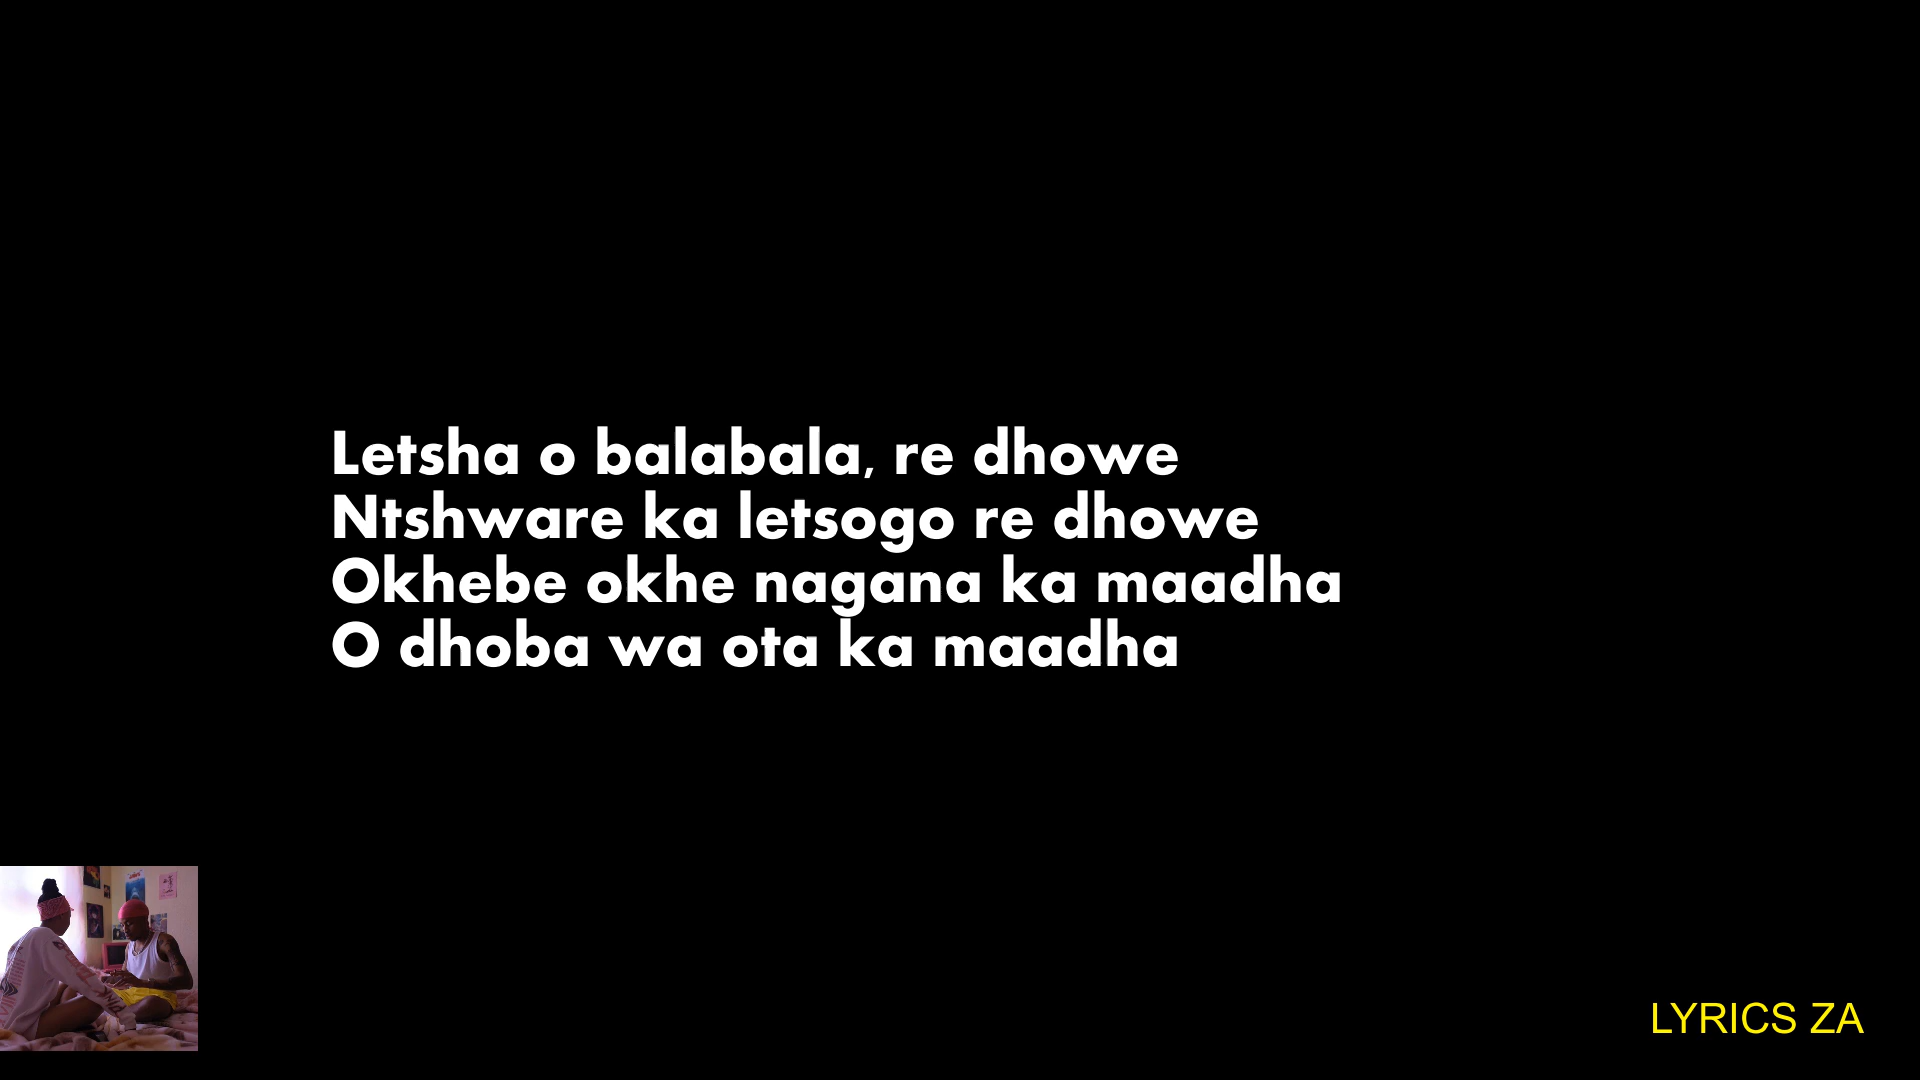 Letsha o balabala, re dhowe
Ntshware ka letsogo re dhowe
Okhebe okhe nagana ka maadha
O dhoba wa ota ka maadha
LYRICS ZA